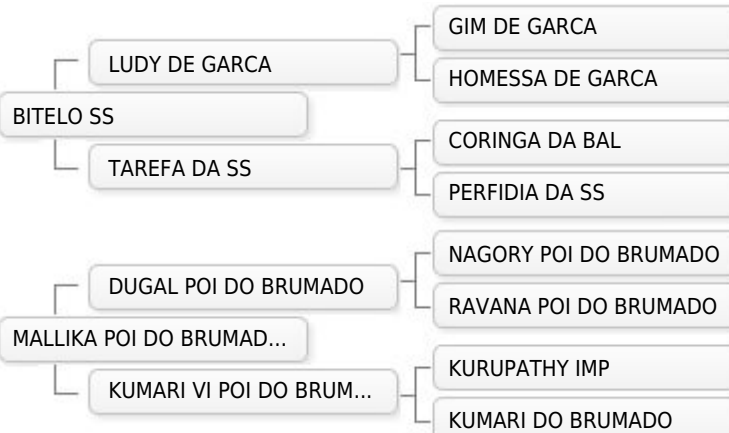 GIM DE GARCA
LUDY DE GARCA
HOMESSA DE GARCA
BITELO SS
CORINGA DA BAL
TAREFA DA SS
PERFIDIA DA SS
NAGORY POI DO BRUMADO
DUGAL POI DO BRUMADO
RAVANA POI DO BRUMADO
MALLIKA POI DO BRUMAD...
KURUPATHY IMP
KUMARI VI POI DO BRUM...
KUMARI DO BRUMADO